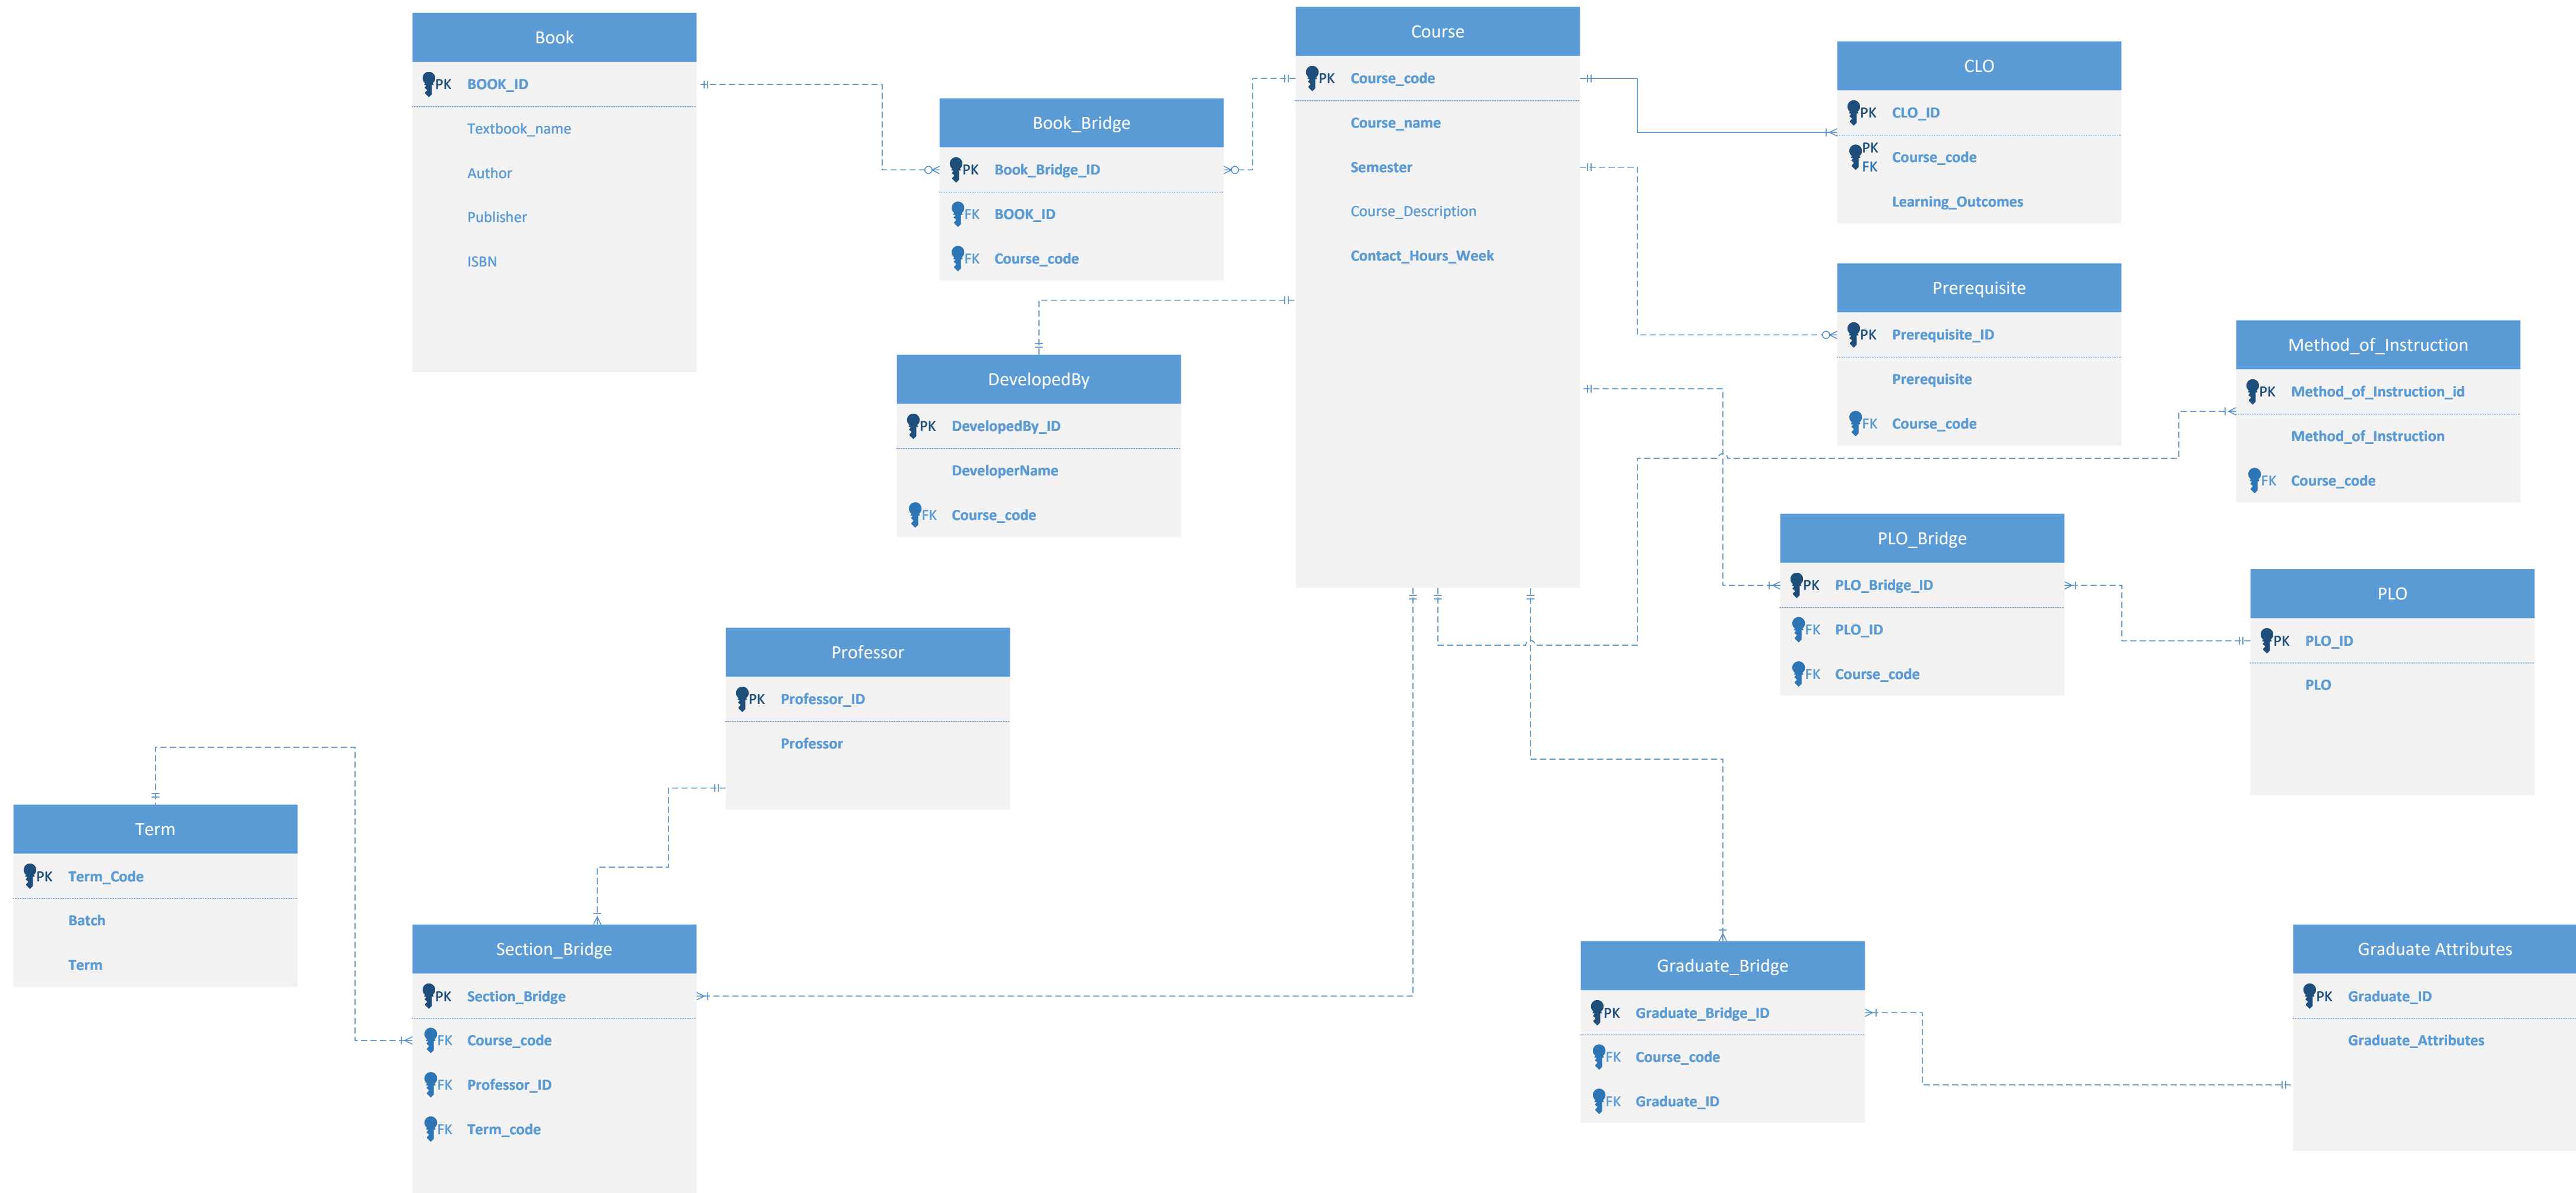 Book
PK BOOK_ID
Textbook_name
Author
Publisher
ISBN
Book_Bridge
PK Book_Bridge_ID
FK BOOK_ID
FK Course_code
Course
PK Course_code
Course_name
Semester
Course_Description
Contact_Hours_Week
CLO
PK CLO_ID
PK
FK Course_code
Learning_Outcomes
Prerequisite
PK Prerequisite_ID
Prerequisite
FK Course_code
Method_of_Instruction
PK Method_of_Instruction_id
Method_of_Instruction
FK Course_code
DevelopedBy
PK DevelopedBy_ID
DeveloperName
FK Course_code
PLO_Bridge
PK PLO_Bridge_ID
FK PLO_ID
FK Course_code
PLO
PK PLO_ID
PLO
Professor
PK Professor_ID
Professor
Term
PK Term_Code
Batch
Term
Section_Bridge
PK Section_Bridge
FK Course_code
FK Professor_ID
FK Term_code
Graduate_Bridge
PK Graduate_Bridge_ID
FK Course_code
FK Graduate_ID
Graduate Attributes
PK Graduate_ID
Graduate_Attributes